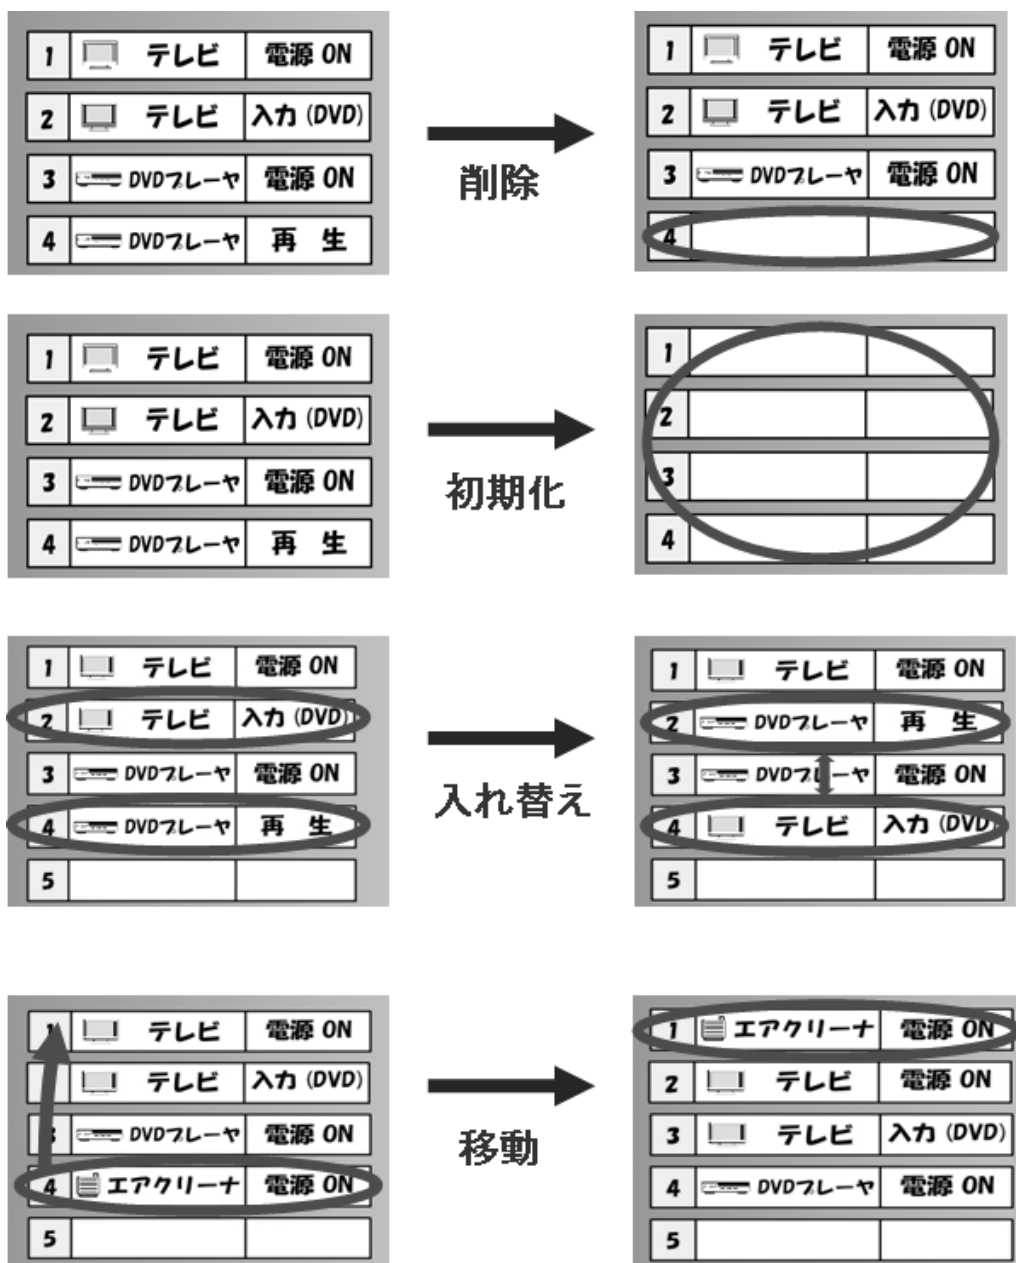 1 テレビ 電源 ON
2 テレビ 入力 (DVD)
3 DVDプレーヤ 電源 ON
4 DVDプレーヤ 再 生
削除
1 テレビ 電源 ON
2 テレビ 入力 (DVD)
3 DVDプレーヤ 電源 ON
4
1 テレビ 電源 ON
2 テレビ 入力 (DVD)
3 DVDプレーヤ 電源 ON
4 DVDプレーヤ 再 生
初期化
1
2
3
4
1 テレビ 電源 ON
2 テレビ 入力 (DVD)
3 DVDプレーヤ 電源 ON
4 DVDプレーヤ 再 生
5
入れ替え
1 テレビ 電源 ON
2 DVDプレーヤ 再 生
3 DVDプレーヤ 電源 ON
4 テレビ 入力 (DVD)
5
1 テレビ 電源 ON
テレビ 入力 (DVD)
3 DVDプレーヤ 電源 ON
4 エアクリーナ 電源 ON
5
移動
1 エアクリーナ 電源 ON
2 テレビ 電源 ON
3 テレビ 入力 (DVD)
4 DVDプレーヤ 電源 ON
5